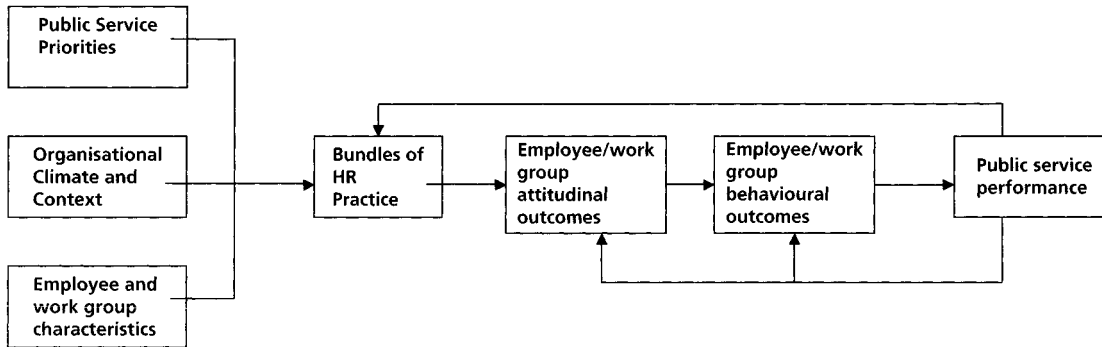 Public Service
Priorities
Organisational
Climate and
Context
Employee and
work group
characteristics
Bundles of
HR
Practice
Employee/work
group
attitudinal
outcomes
Employee/work
group
behavioural
outcomes
Public service
performance